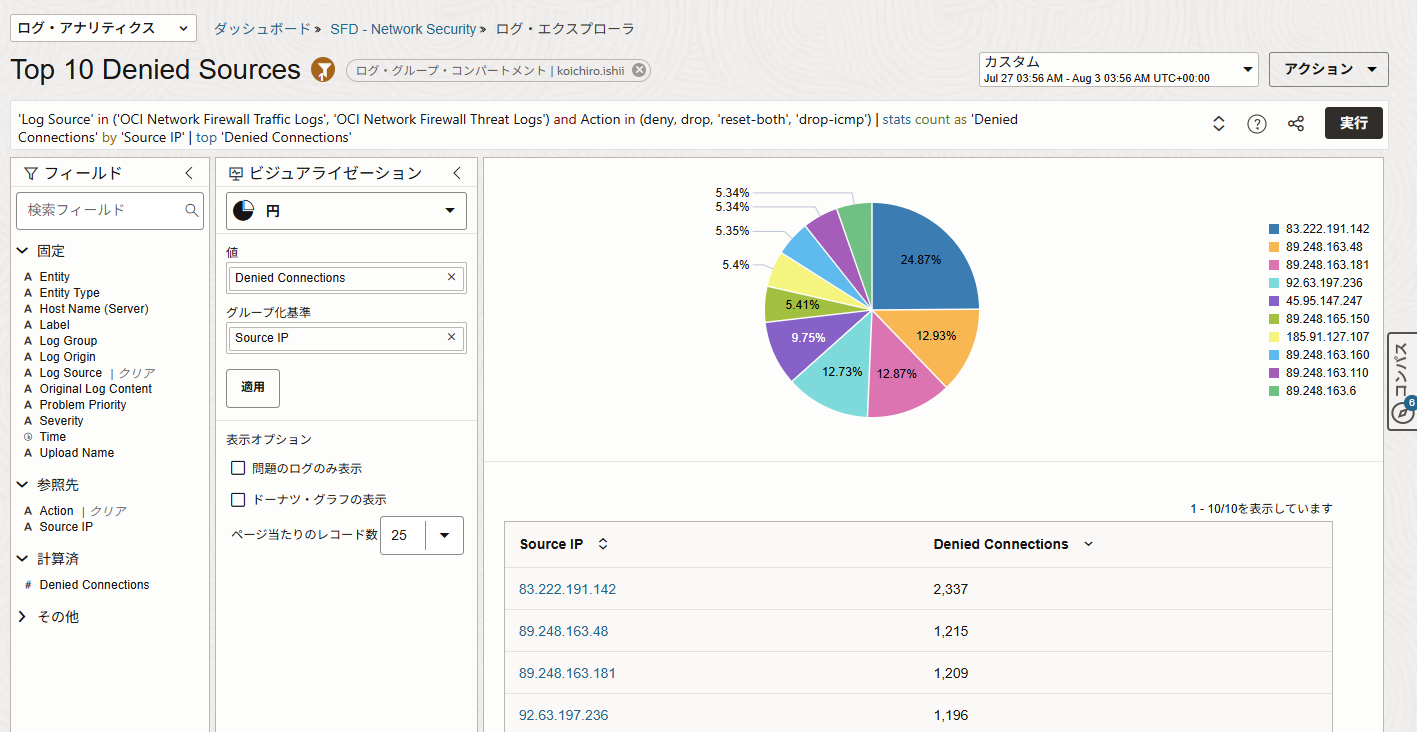 ログ・アナリティクス
ダッシュボード » SFD - Network Security » ログ・エクスプローラ
Top 10 Denied Sources
ログ・グループ・コンパートメント | koichiro.ishii
カスタム
Jul 27 03:56 AM - Aug 3 03:56 AM UTC+00:00
アクション
'Log Source' in ('OCI Network Firewall Traffic Logs', 'OCI Network Firewall Threat Logs') and Action in (deny, drop, 'reset-both', 'drop-icmp') | stats count as 'Denied
Connections' by 'Source IP' | top 'Denied Connections'
実行
フィールド
検索フィールド
固定
A Entity
A Entity Type
A Host Name (Server)
A Label
A Log Group
A Log Origin
A Log Source | クリア
A Original Log Content
A Problem Priority
A Severity
Time
A Upload Name
参照先
A Action | クリア
A Source IP
計算済
# Denied Connections
その他
ビジュアライゼーション
円
値
Denied Connections
グループ化基準
Source IP
適用
表示オプション
問題のログのみ表示
ドーナツ・グラフの表示
ページ当たりのレコード数 25
5.34%
5.34%
5.35%
5.4%
5.41%
9.75%
12.73%
12.87%
12.93%
24.87%
83.222.191.142
89.248.163.48
89.248.163.181
92.63.197.236
45.95.147.247
89.248.165.150
185.91.127.107
89.248.163.160
89.248.163.110
89.248.163.6
コンパス
6
1 - 10/10を表示しています
Source IP Denied Connections
83.222.191.142 2,337
89.248.163.48 1,215
89.248.163.181 1,209
92.63.197.236 1,196